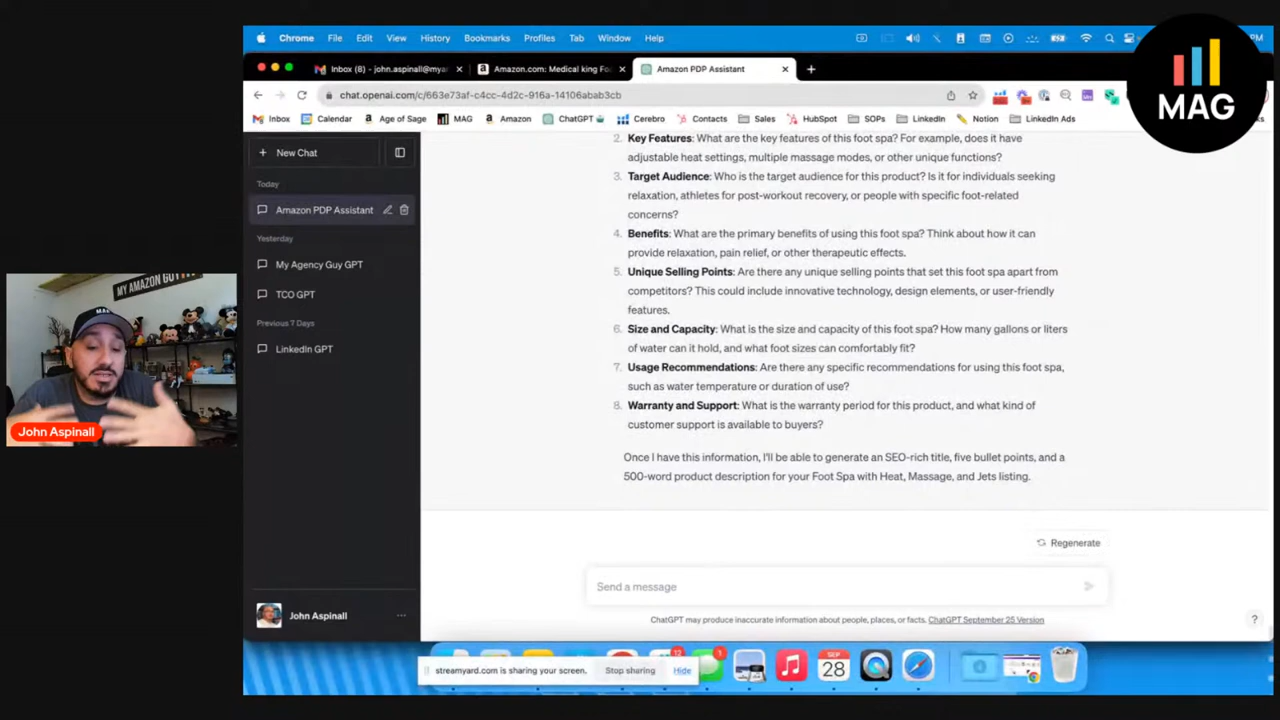 Chrome File Edit View History Bookmarks Profiles Tab Window Help
Inbox (8) - john.aspinall@myar
Amazon.com: Medical king Foo
Amazon PDP Assistant
chat.openai.com/c/663e73af-c4cc-4d2c-916a-14106abab3cb
Inbox Calendar Age of Sage MAG Amazon ChatGPT Cerebro Contacts Sales HubSpot SOPs LinkedIn Notion LinkedIn Ads
MAG
New Chat
Today
Amazon PDP Assistant
Yesterday
My Agency Guy GPT
TCO GPT
Previous 7 Days
LinkedIn GPT
John Aspinall
2. Key Features: What are the key features of this foot spa? For example, does it have
adjustable heat settings, multiple massage modes, or other unique functions?
3. Target Audience: Who is the target audience for this product? Is it for individuals seeking
relaxation, athletes for post-workout recovery, or people with specific foot-related
concerns?
4. Benefits: What are the primary benefits of using this foot spa? Think about how it can
provide relaxation, pain relief, or other therapeutic effects.
5. Unique Selling Points: Are there any unique selling points that set this foot spa apart from
competitors? This could include innovative technology, design elements, or user-friendly
features.
6. Size and Capacity: What is the size and capacity of this foot spa? How many gallons or liters
of water can it hold, and what foot sizes can comfortably fit?
7. Usage Recommendations: Are there any specific recommendations for using this foot spa,
such as water temperature or duration of use?
8. Warranty and Support: What is the warranty period for this product, and what kind of
customer support is available to buyers?
Once I have this information, I'll be able to generate an SEO-rich title, five bullet points, and a
500-word product description for your Foot Spa with Heat, Massage, and Jets listing.
Regenerate
Send a message
ChatGPT may produce inaccurate information about people, places, or facts. ChatGPT September 25 Version
?
MY AMAZON GUY
John Aspinall
streamyard.com is sharing your screen. Stop sharing Hide
12
1
SEP
28